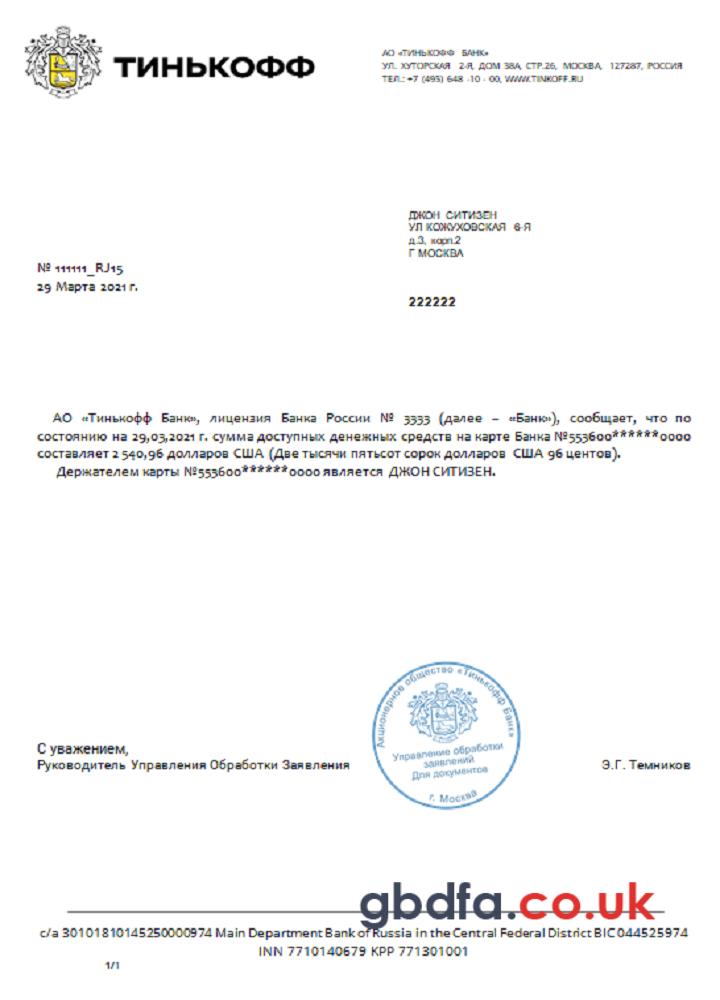 ТИНЬКОФФ
АО «ТИНЬКОФФ БАНК»
УЛ. ХУТОРСКАЯ 2-Я, ДОМ 38А, СТР.26, МОСКВА, 127287, РОССИЯ
ТЕЛ.: +7 (495) 648 -10 - 00, WWW.TINKOFF.RU
ДЖОН СИТИЗЕН
УЛ КОЖУХОВСКАЯ 6-Я
д.3, корп.2
Г МОСКВА
№ 111111_RJ15
29 Марта 2021 г.
222222
АО «Тинькофф Банк», лицензия Банка России № 3333 (далее – «Банк»), сообщает, что по
состоянию на 29,03,2021 г. сумма доступных денежных средств на карте Банка №553600******0000
составляет 2 540,96 долларов США (Две тысячи пятьсот сорок долларов США 96 центов).
Держателем карты №553600******0000 является ДЖОН СИТИЗЕН.
Акционерное общество «Тинькофф Банк»
Управление обработки
заявлений
Для документов
г. Москва
С уважением,
Руководитель Управления Обработки Заявления
Э.Г. Темников
gbdfa.co.uk
c/a 30101810145250000974 Main Department Bank of Russia in the Central Federal District BIC 044525974
INN 7710140679 KPP 771301001
1/1